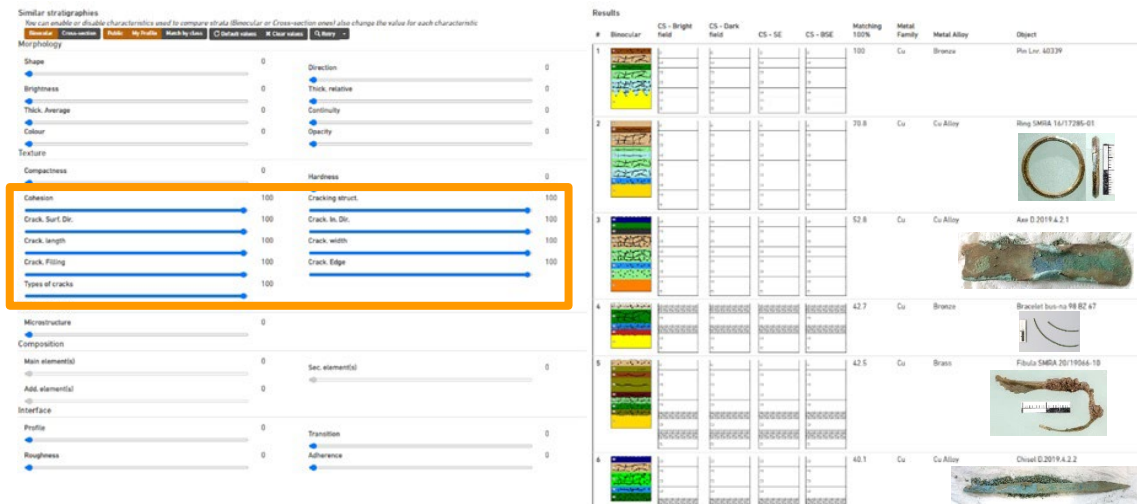 Similar stratigraphies
You can enable or disable characteristics used to compare strata (Binocular or Cross-section ones) also change the value for each characteristic
Binocular Cross-section Public My Profile Match by class Default values Clear values Retry
Morphology
Shape 0 Direction 0
Brightness 0 Thick. relative 0
Thick. Average 0 Continuity 0
Colour 0 Opacity 0
Texture
Compactness 0 Hardness 0
Cohesion 100 Cracking struct. 100
Crack. Surf. Dir. 100 Crack. In. Dir. 100
Crack. length 100 Crack. width 100
Crack. Filling 100 Crack. Edge 100
Types of cracks 100
Microstructure 0
Composition
Main element(s) 0 Sec. element(s) 0
Add. element(s) 0
Interface
Profile 0 Transition 0
Roughness 0 Adherence 0
Results
# Binocular CS - Bright field CS - Dark field CS - SE CS - BSE Matching 100% Metal Family Metal Alloy Object
1 100 Cu Bronze Pin Lnr. 40339
2 70.8 Cu Cu Alloy Ring SMRA 16/17285-01
3 52.8 Cu Cu Alloy Axe D.2019.4.2.1
4 42.7 Cu Bronze Bracelet bus-na 98 BZ 67
5 42.5 Cu Brass Fibula SMRA 20/19066-10
6 40.1 Cu Cu Alloy Chisel D.2019.4.2.2